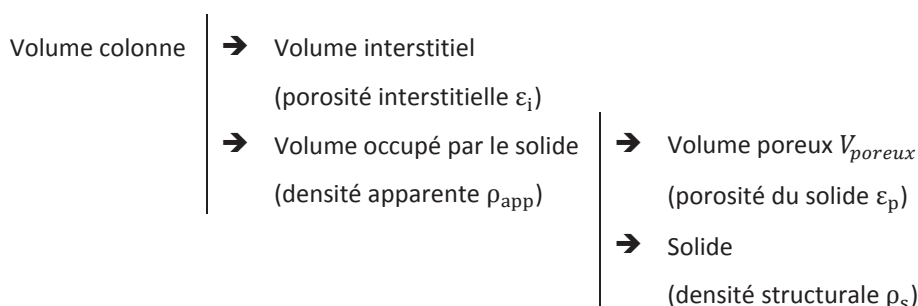 Volume colonne ➔ Volume interstitiel
(porosité interstitielle εi)
➔ Volume occupé par le solide ➔ Volume poreux Vporeux
(densité apparente ρapp) (porosité du solide εp)
➔ Solide
(densité structurale ρs)